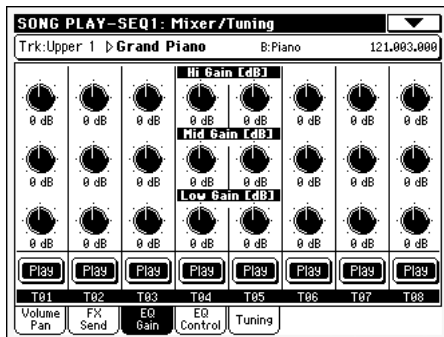 SONG PLAY-SEQ1: Mixer/Tuning
Trk:Upper 1 ▷Grand Piano B:Piano 121.003.000
Hi Gain [dB]
0 dB 0 dB 0 dB 0 dB 0 dB 0 dB 0 dB 0 dB
Mid Gain [dB]
0 dB 0 dB 0 dB 0 dB 0 dB 0 dB 0 dB 0 dB
Low Gain [dB]
0 dB 0 dB 0 dB 0 dB 0 dB 0 dB 0 dB 0 dB
Play Play Play Play Play Play Play Play
T01 T02 T03 T04 T05 T06 T07 T08
Volume Pan FX Send EQ Gain EQ Control Tuning